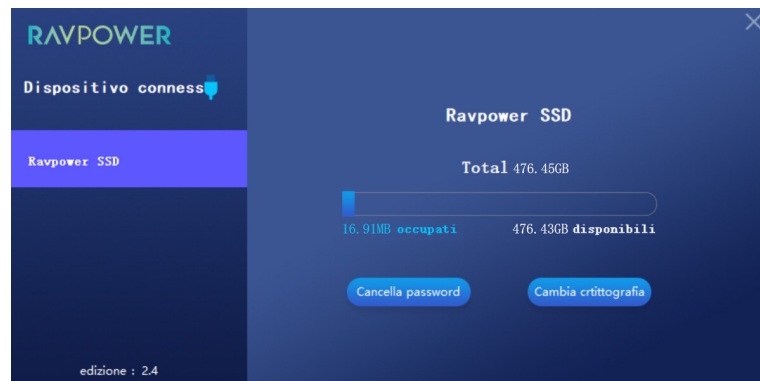 RAVPOWER
Dispositivo conness
Ravpower SSD
edizione : 2.4
Ravpower SSD
Total 476.45GB
16.91MB occupati 476.43GB disponibili
Cancella password Cambia crtittografia